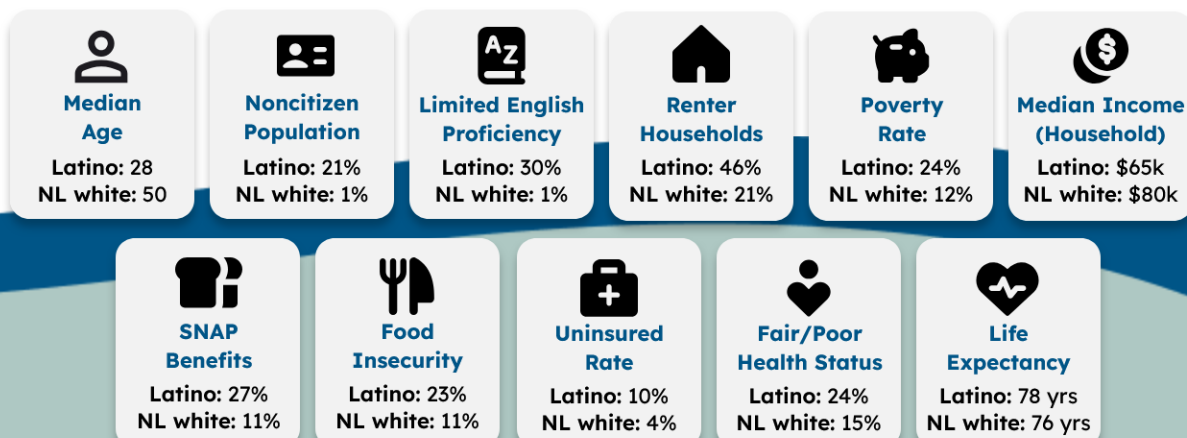 AZ
Median
Age
Latino: 28
NL white: 50
Noncitizen
Population
Latino: 21%
NL white: 1%
Limited English
Proficiency
Latino: 30%
NL white: 1%
Renter
Households
Latino: 46%
NL white: 21%
Poverty
Rate
Latino: 24%
NL white: 12%
$
Median Income
(Household)
Latino: $65k
NL white: $80k
SNAP
Benefits
Latino: 27%
NL white: 11%
Food
Insecurity
Latino: 23%
NL white: 11%
Uninsured
Rate
Latino: 10%
NL white: 4%
Fair/Poor
Health Status
Latino: 24%
NL white: 15%
Life
Expectancy
Latino: 78 yrs
NL white: 76 yrs